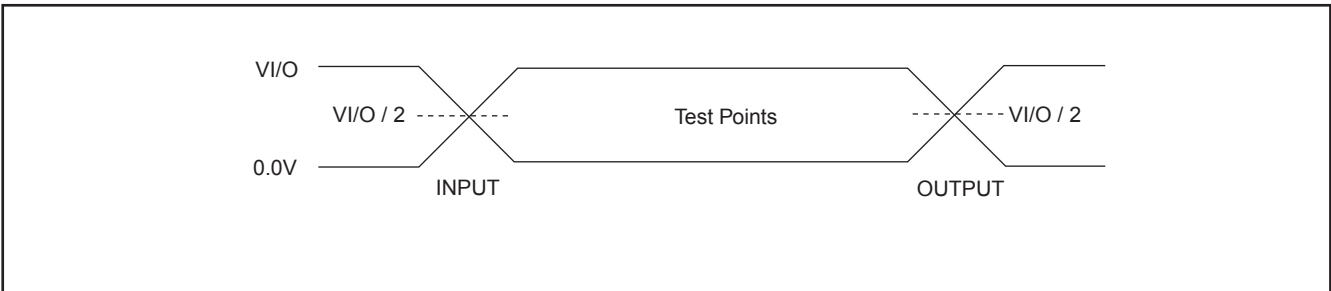 VI/O
VI/O / 2 Test Points VI/O / 2
0.0V
INPUT OUTPUT